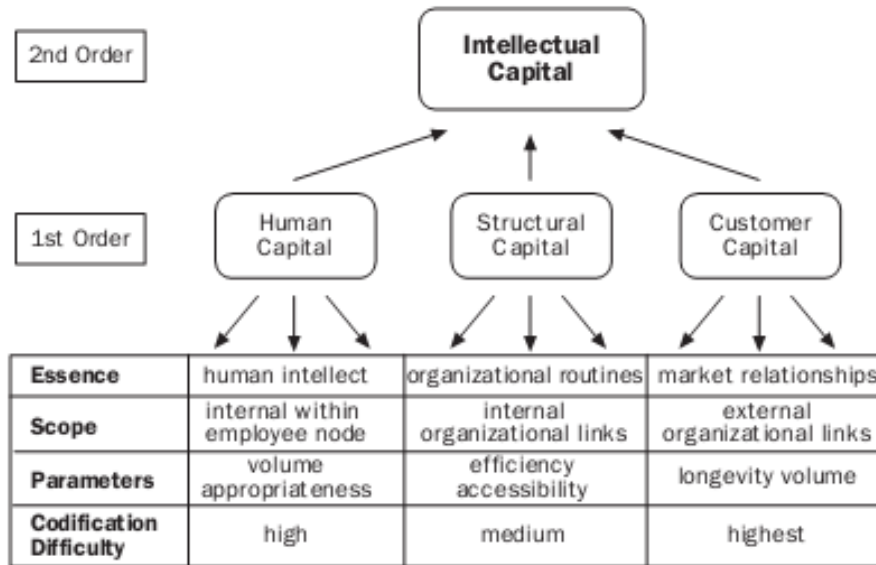 2nd Order
Intellectual
Capital
1st Order
Human
Capital
Structural
Capital
Customer
Capital
Essence
human intellect
organizational routines
market relationships
Scope
internal within
employee node
internal
organizational links
external
organizational links
Parameters
volume
appropriateness
efficiency
accessibility
longevity volume
Codification
Difficulty
high
medium
highest